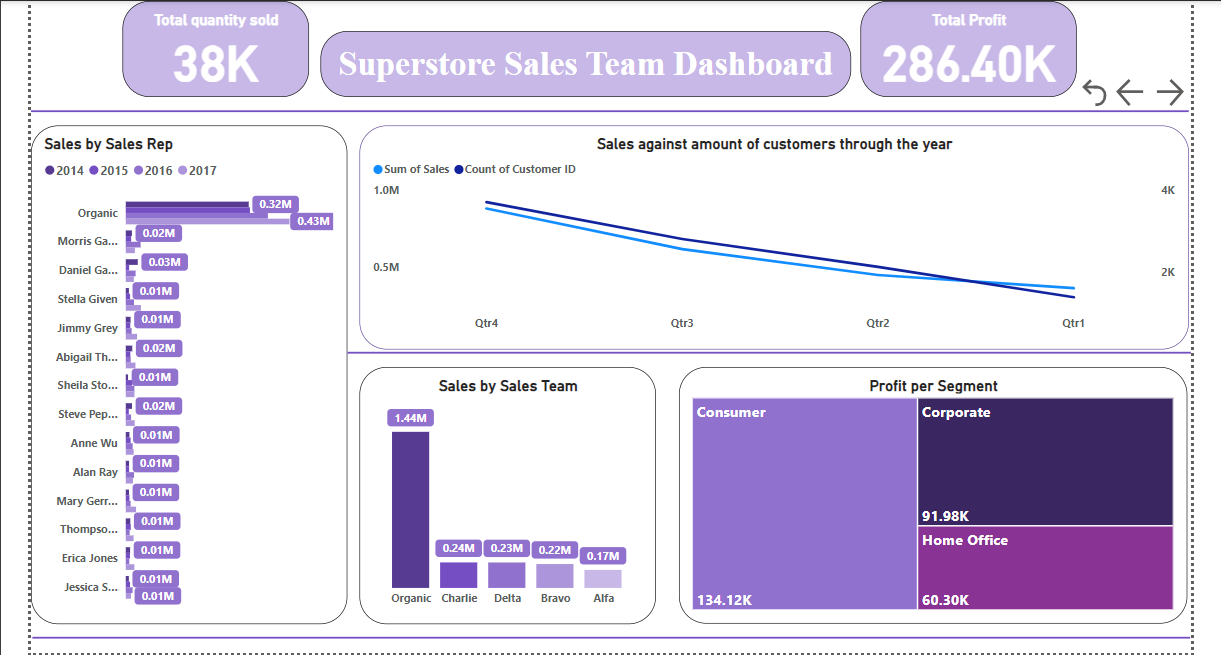 Total quantity sold
38K
Superstore Sales Team Dashboard
Total Profit
286.40K
Sales by Sales Rep
2014 2015 2016 2017
Organic 0.32M
0.43M
Morris Ga... 0.02M
Daniel Ga... 0.03M
Stella Given 0.01M
Jimmy Grey 0.01M
Abigail Th... 0.02M
Sheila Sto... 0.01M
Steve Pep... 0.02M
Anne Wu 0.01M
Alan Ray 0.01M
Mary Gerr... 0.01M
Thompso... 0.01M
Erica Jones 0.01M
Jessica S... 0.01M
0.01M
Sales against amount of customers through the year
Sum of Sales Count of Customer ID
1.0M 4K
0.5M 2K
Qtr4 Qtr3 Qtr2 Qtr1
Sales by Sales Team
1.44M
0.24M 0.23M 0.22M 0.17M
Organic Charlie Delta Bravo Alfa
Profit per Segment
Consumer
134.12K
Corporate
91.98K
Home Office
60.30K